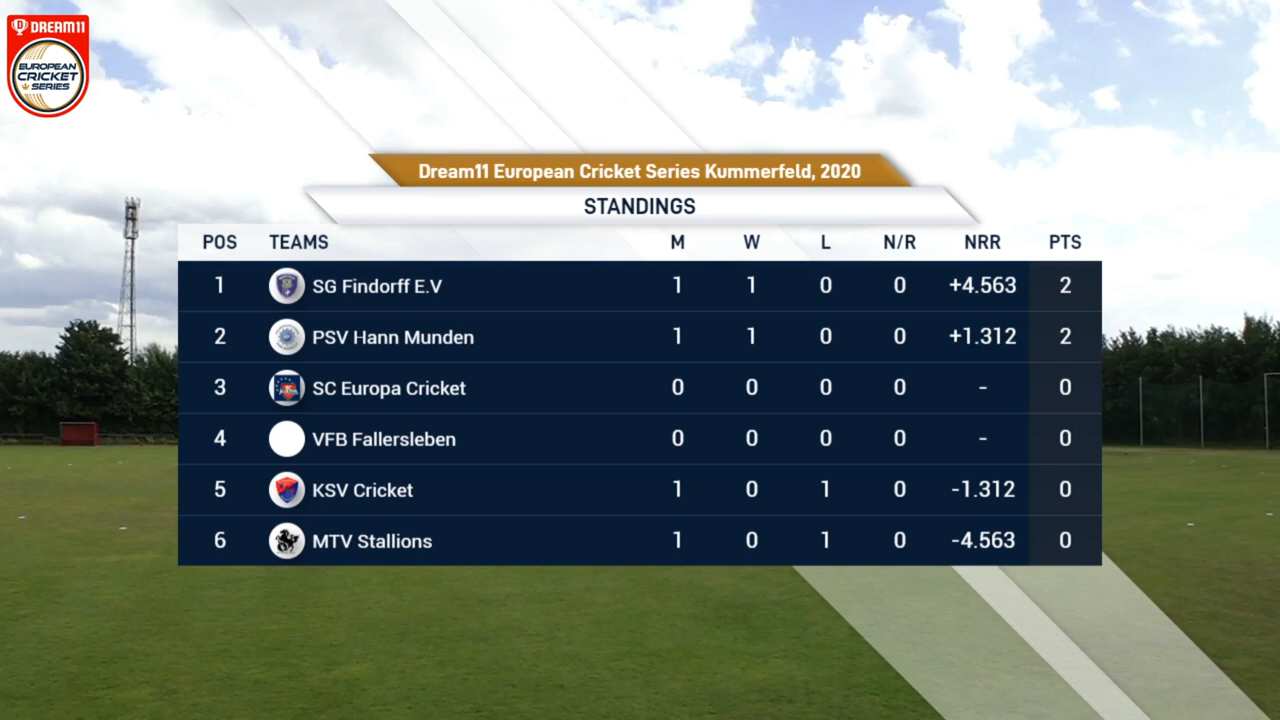 DREAM11
EUROPEAN
CRICKET
SERIES
Dream11 European Cricket Series Kummerfeld, 2020
STANDINGS
POS TEAMS M W L N/R NRR PTS
1 SG Findorff E.V 1 1 0 0 +4.563 2
2 PSV Hann Munden 1 1 0 0 +1.312 2
3 SC Europa Cricket 0 0 0 0 - 0
4 VFB Fallersleben 0 0 0 0 - 0
5 KSV Cricket 1 0 1 0 -1.312 0
6 MTV Stallions 1 0 1 0 -4.563 0